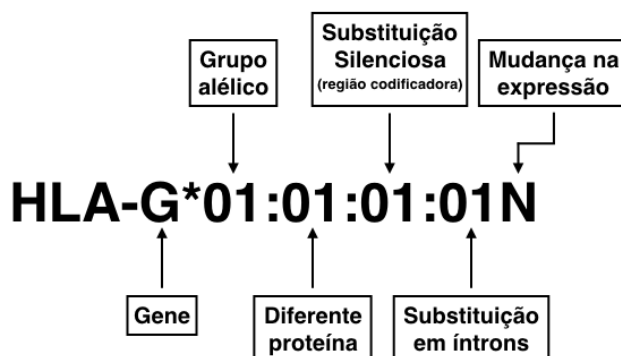 Grupo
alélico
Substituição
Silenciosa
(região codificadora)
Mudança na
expressão
HLA-G*01:01:01:01N
Gene
Diferente
proteína
Substituição
em íntrons